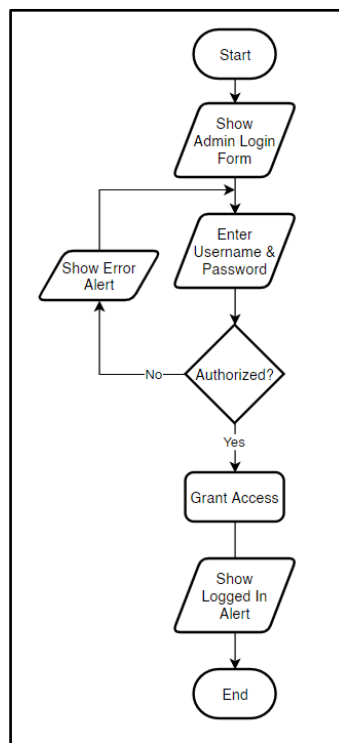 Start
Show
Admin Login
Form
Enter
Username &
Password
Show Error
Alert
Authorized?
No
Yes
Grant Access
Show
Logged In
Alert
End